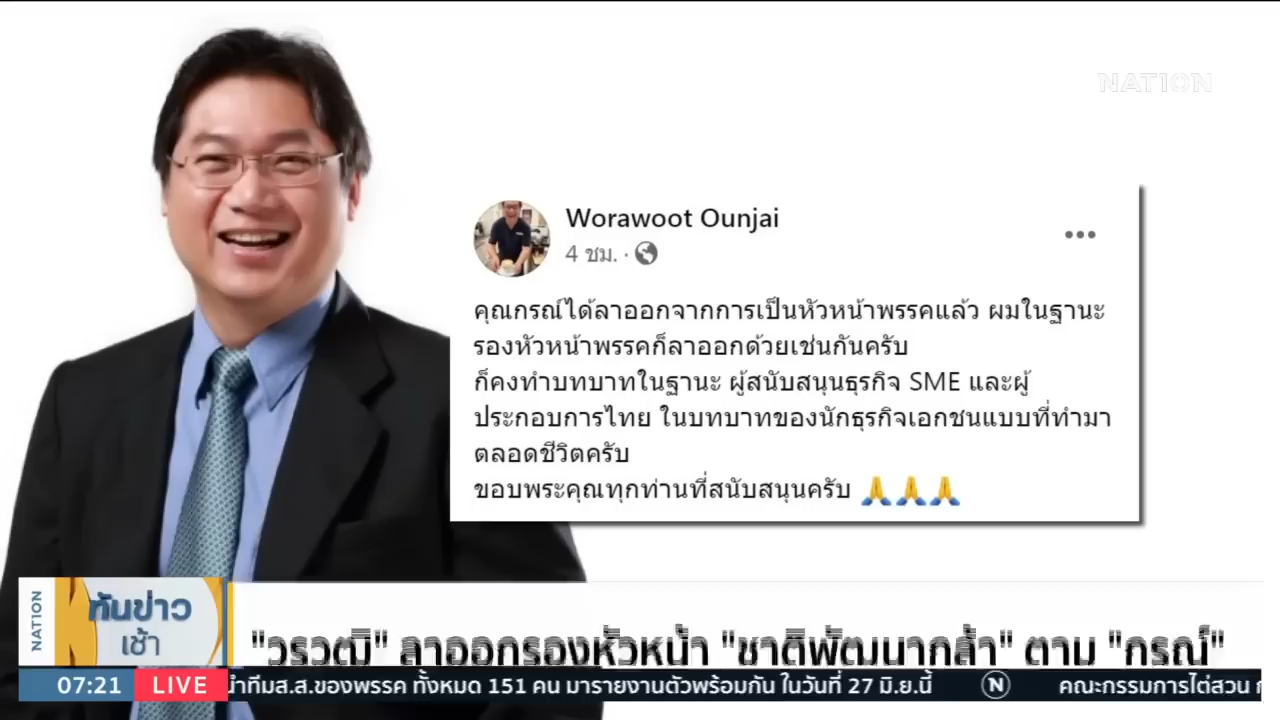 NATION
Worawoot Ounjai
4 ชม. ·
คุณกรณ์ได้ลาออกจากการเป็นหัวหน้าพรรคแล้ว ผมในฐานะ
รองหัวหน้าพรรคก็ลาออกด้วยเช่นกันครับ
ก็คงทำบทบาทในฐานะ ผู้สนับสนุนธุรกิจ SME และผู้
ประกอบการไทย ในบทบาทของนักธุรกิจเอกชนแบบที่ทำมา
ตลอดชีวิตครับ
ขอบพระคุณทุกท่านที่สนับสนุนครับ 🙏🙏🙏
NATION
ทันข่าว
เช้า
"วรวุฒิ" ลาออกรองหัวหน้า "ชาติพัฒนากล้า" ตาม "กรณ์"
07:21 LIVE นำทีมส.ส.ของพรรค ทั้งหมด 151 คน มารายงานตัวพร้อมกัน ในวันที่ 27 มิ.ย.นี้ N คณะกรรมการไต่สวน